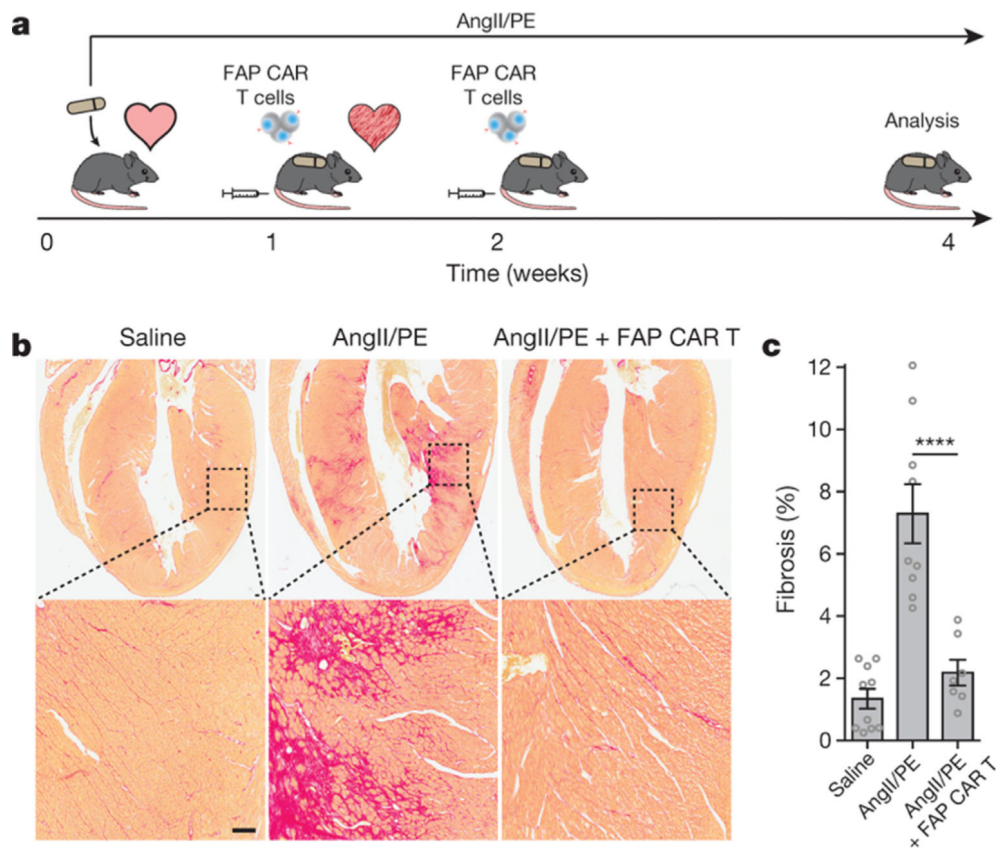 a
AngII/PE
FAP CAR
T cells
FAP CAR
T cells
Analysis
0 1 2 4
Time (weeks)
b
Saline AngII/PE AngII/PE + FAP CAR T
c
12
10
8
6
4
2
0
Fibrosis (%)
****
Saline
AngII/PE
AngII/PE
+ FAP CAR T